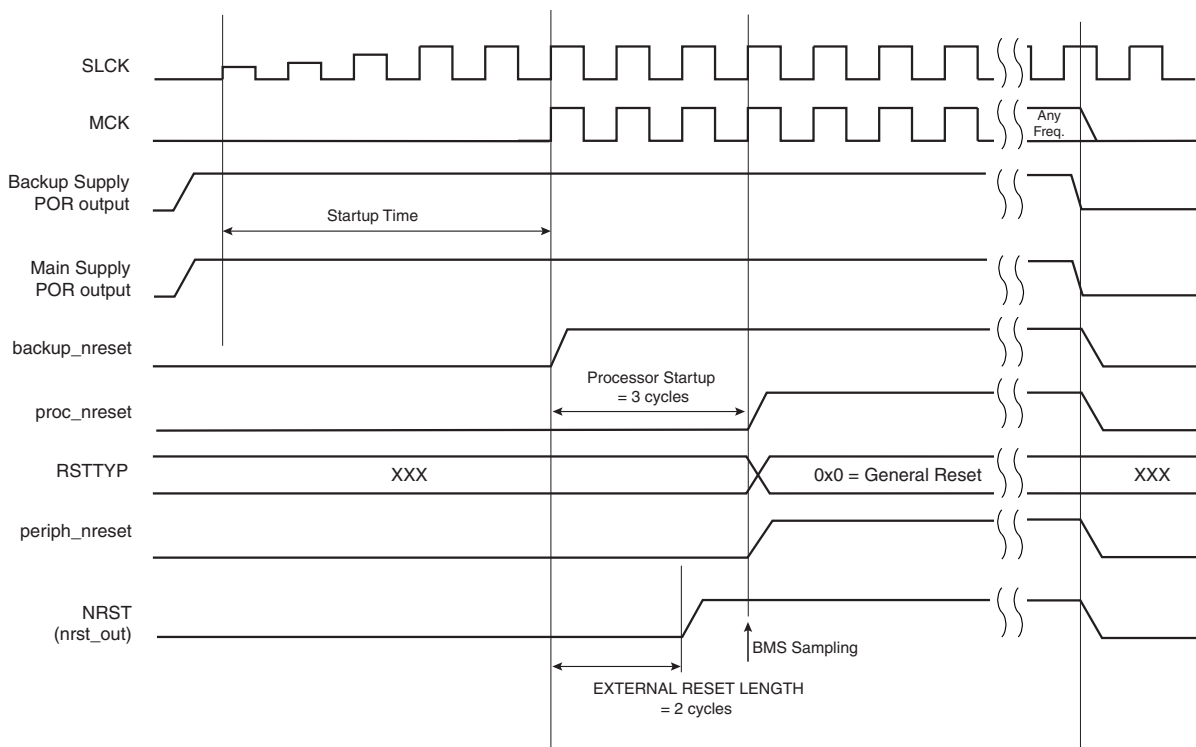 SLCK
MCK
Any
Freq.
Backup Supply
POR output
Startup Time
Main Supply
POR output
backup_nreset
Processor Startup
= 3 cycles
proc_nreset
RSTTYP
XXX
0x0 = General Reset
XXX
periph_nreset
NRST
(nrst_out)
BMS Sampling
EXTERNAL RESET LENGTH
= 2 cycles